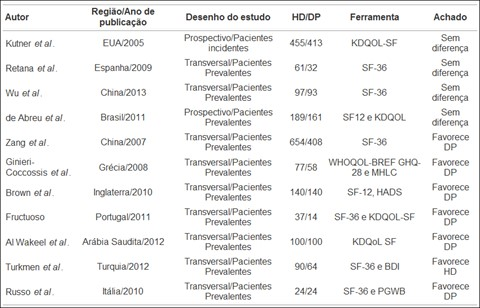 Autor Região/Ano de publicação Desenho do estudo HD/DP Ferramenta Achado
Kutner et al. EUA/2005 Prospectivo/Pacientes incidentes 455/413 KDQOL-SF Sem diferença
Retana et al. Espanha/2009 Transversal/Pacientes Prevalentes 61/32 SF-36 Sem diferença
Wu et al. China/2013 Transversal/Pacientes Prevalentes 97/93 SF-36 Sem diferença
de Abreu et al. Brasil/2011 Prospectivo/Pacientes Prevalentes 189/161 SF12 e KDQOL Sem diferença
Zang et al. China/2007 Transversal/Pacientes Prevalentes 654/408 SF-36 Favorece DP
Ginieri-Coccossis et al. Grécia/2008 Transversal/Pacientes Prevalentes 77/58 WHOQOL-BREF GHQ-28 e MHLC Favorece DP
Brown et al. Inglaterra/2010 Transversal/Pacientes Prevalentes 140/140 SF-12, HADS Favorece DP
Fructuoso Portugal/2011 Transversal/Pacientes Prevalentes 37/14 SF-36 e KDQOL-SF Favorece DP
Al Wakeel et al. Arábia Saudita/2012 Transversal/Pacientes Prevalentes 100/100 KDQoL SF Favorece DP
Turkmen et al. Turquia/2012 Transversal/Pacientes Prevalentes 90/64 SF-36 e BDI Favorece HD
Russo et al. Itália/2010 Transversal/Pacientes Prevalentes 24/24 SF-36 e PGWB Favorece DP